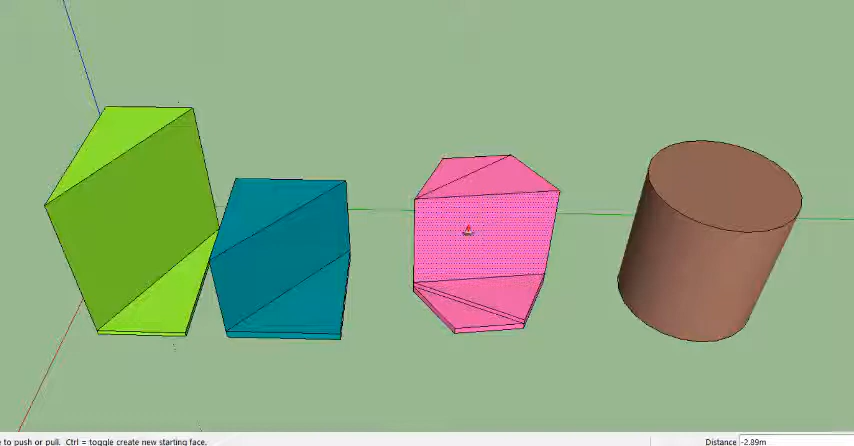 e to push or pull. Ctrl = toggle create new starting face.
Distance -2.89m